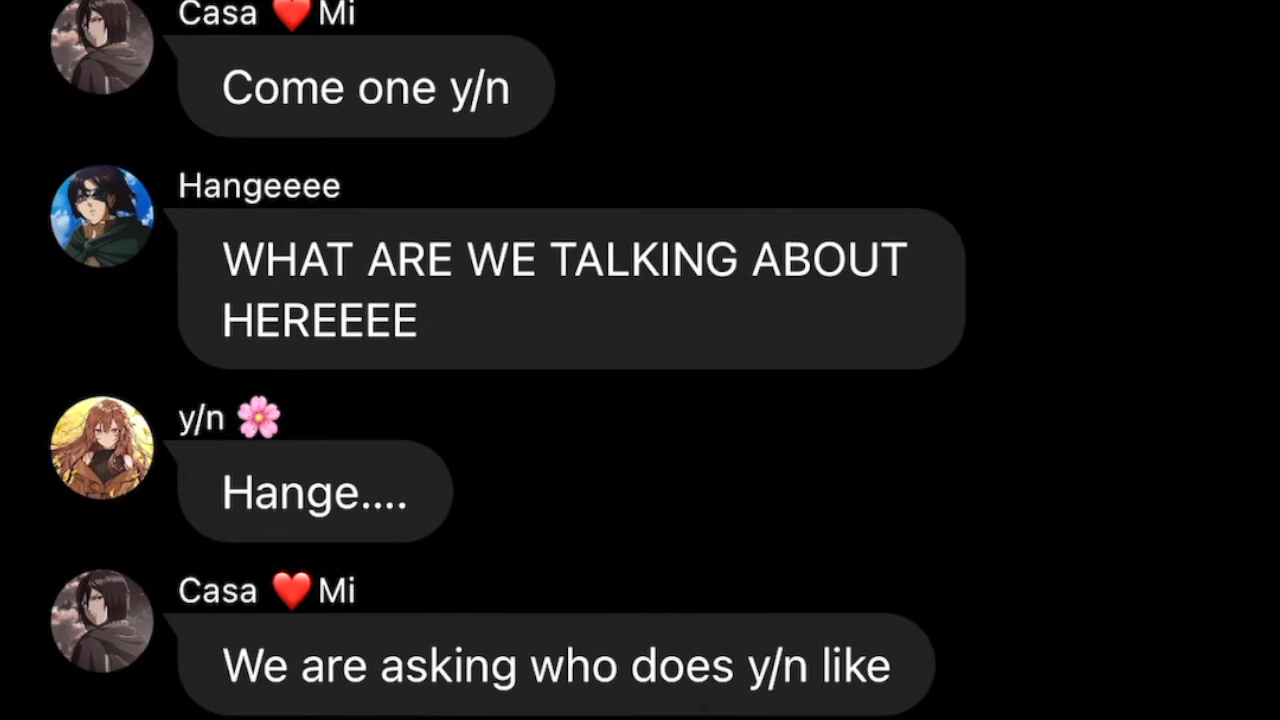 Casa ❤️Mi
Come one y/n
Hangeeee
WHAT ARE WE TALKING ABOUT
HEREEEE
y/n 🌸
Hange....
Casa ❤️Mi
We are asking who does y/n like